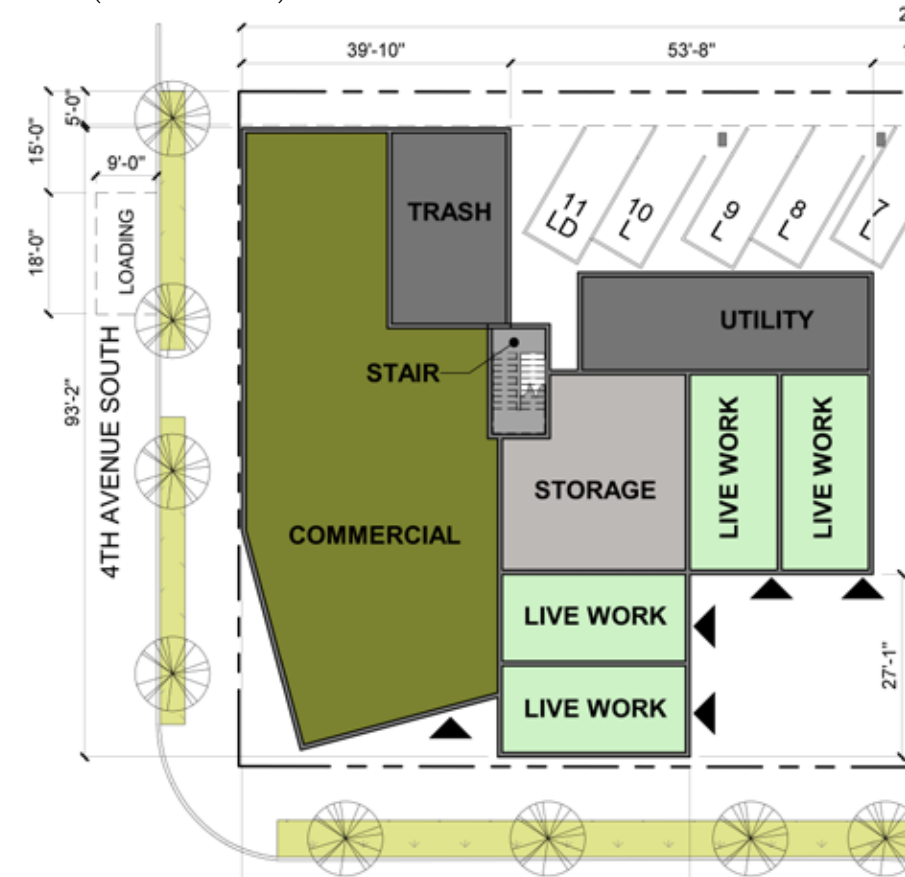 2
39'-10"
53'-8"
5'-0"
15'-0"
9'-0"
TRASH
11
LD
10
L
9
L
8
L
7
L
LOADING
18'-0"
UTILITY
STAIR
93'-2"
4TH AVENUE SOUTH
STORAGE
LIVE WORK
LIVE WORK
COMMERCIAL
LIVE WORK
27'-1"
LIVE WORK